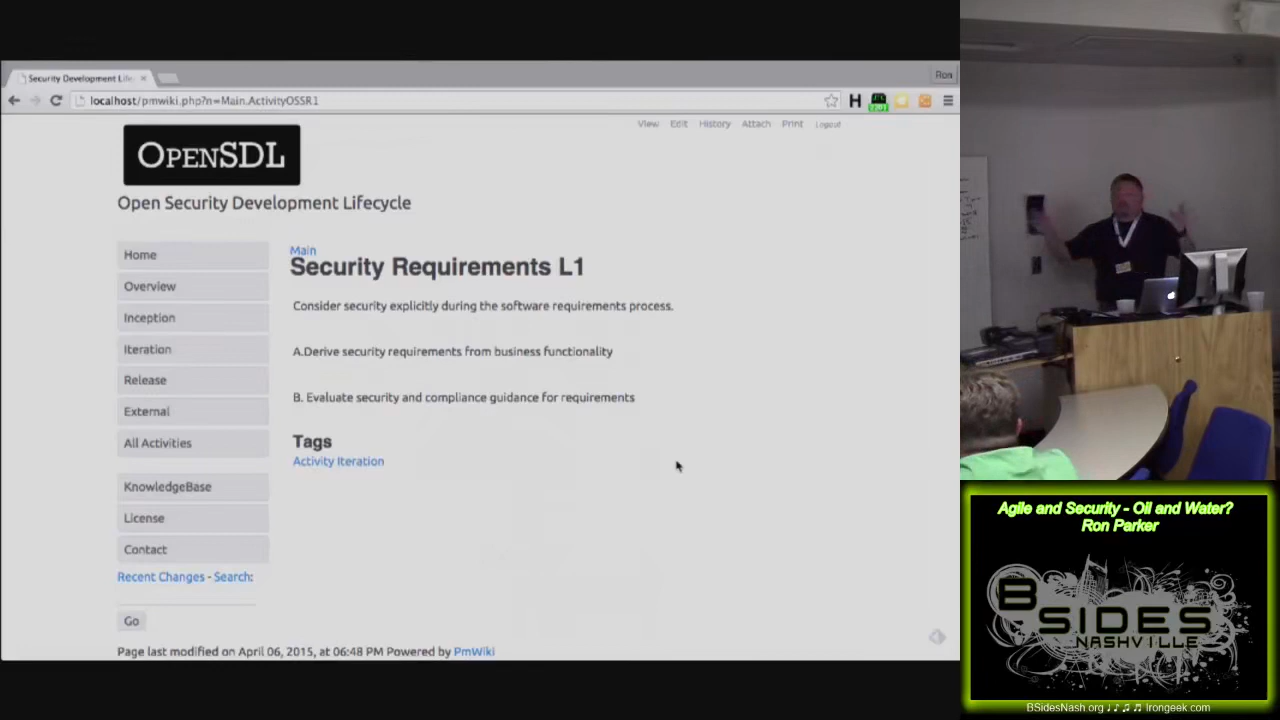 Security Development Life
Ron
localhost/pmwiki.php?n=Main.ActivityOSSR1
H
View Edit History Attach Print Logout
OPENSDL
Open Security Development Lifecycle
Home
Overview
Inception
Iteration
Release
External
All Activities
KnowledgeBase
License
Contact
Recent Changes - Search:
Go
Main
Security Requirements L1
Consider security explicitly during the software requirements process.
A.Derive security requirements from business functionality
B. Evaluate security and compliance guidance for requirements
Tags
Activity Iteration
Page last modified on April 06, 2015, at 06:48 PM Powered by PmWiki
Agile and Security - Oil and Water?
Ron Parker
BSIDES
NASHVILLE
BSidesNash.org ♩♪♫♬ Irongeek.com